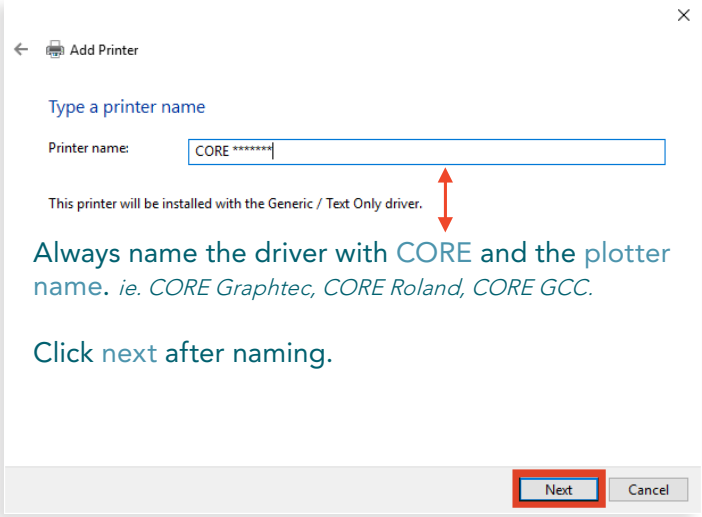 Add Printer
Type a printer name
Printer name:
CORE *******
This printer will be installed with the Generic / Text Only driver.
Always name the driver with CORE and the plotter
name. ie. CORE Graphtec, CORE Roland, CORE GCC.
Click next after naming.
Next
Cancel